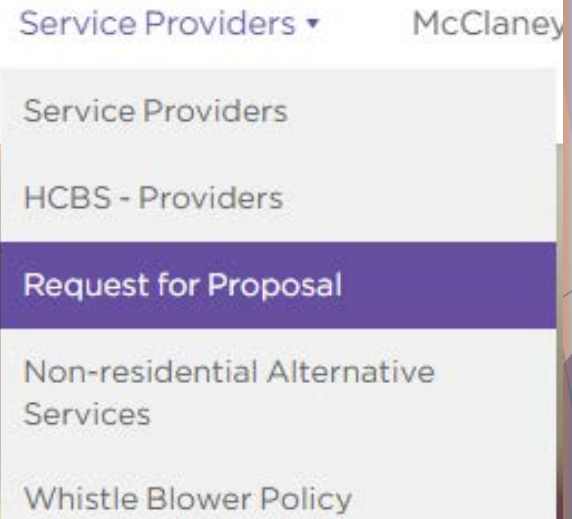 Service Providers ▾ McClaney
Service Providers
HCBS - Providers
Request for Proposal
Non-residential Alternative
Services
Whistle Blower Policy